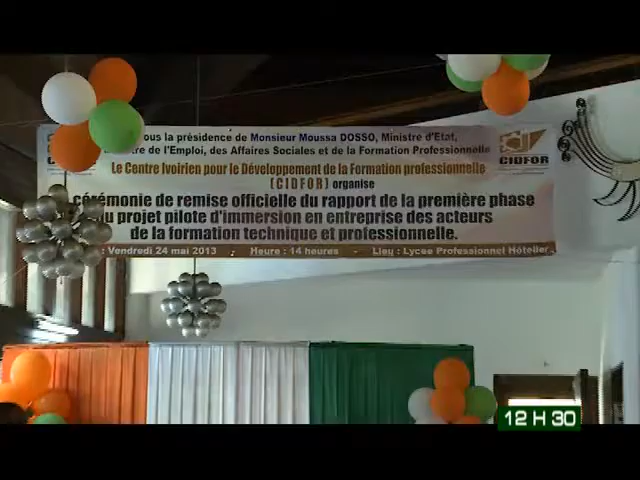 ous la présidence de Monsieur Moussa DOSSO, Ministre d'Etat,
re de l'Emploi, des Affaires Sociales et de la Formation Professionnelle
Le Centre Ivoirien pour le Développement de la Formation professionnelle
(CIDFOR) organise
CIDFOR
cérémonie de remise officielle du rapport de la première phase
u projet pilote d'immersion en entreprise des acteurs
de la formation technique et professionnelle.
: Vendredi 24 mai 2013 - Heure : 14 heures - Lieu : Lycée Professionnel Hôtelier
12 H 30